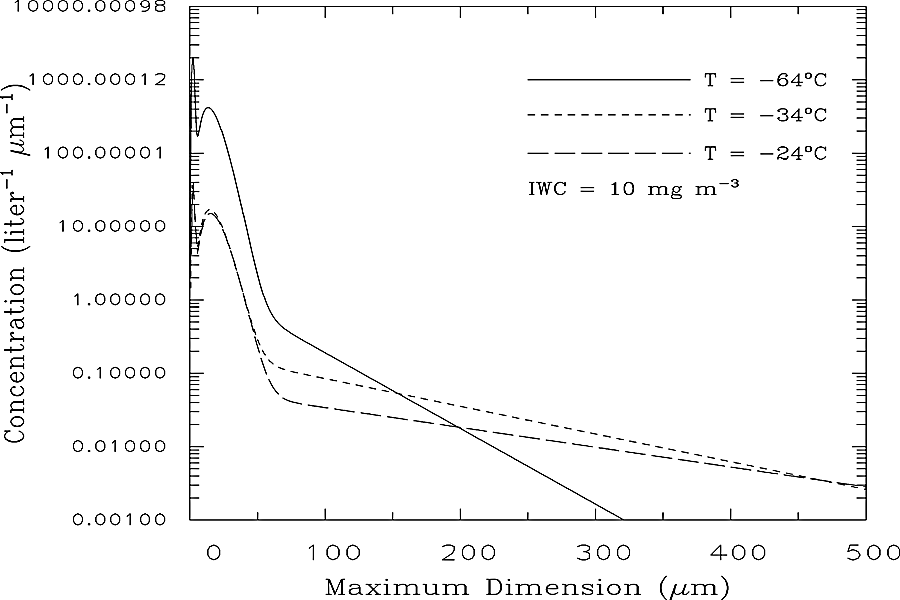 10000.00098
1000.00012
100.00001
10.00000
1.00000
0.10000
0.01000
0.00100
Concentration (liter⁻¹ μm⁻¹)
T = −64°C
T = −34°C
T = −24°C
IWC = 10 mg m⁻³
0 100 200 300 400 500
Maximum Dimension (μm)